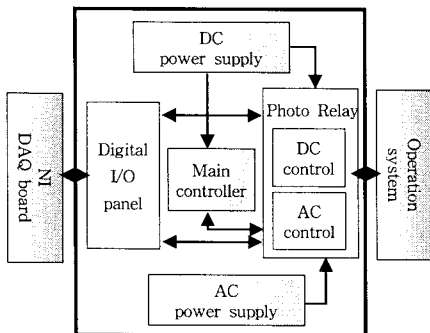 DC
power supply
Photo Relay
NI
DAQ board
Digital
I/O
panel
Main
controller
DC
control
AC
control
Operation
system
AC
power supply